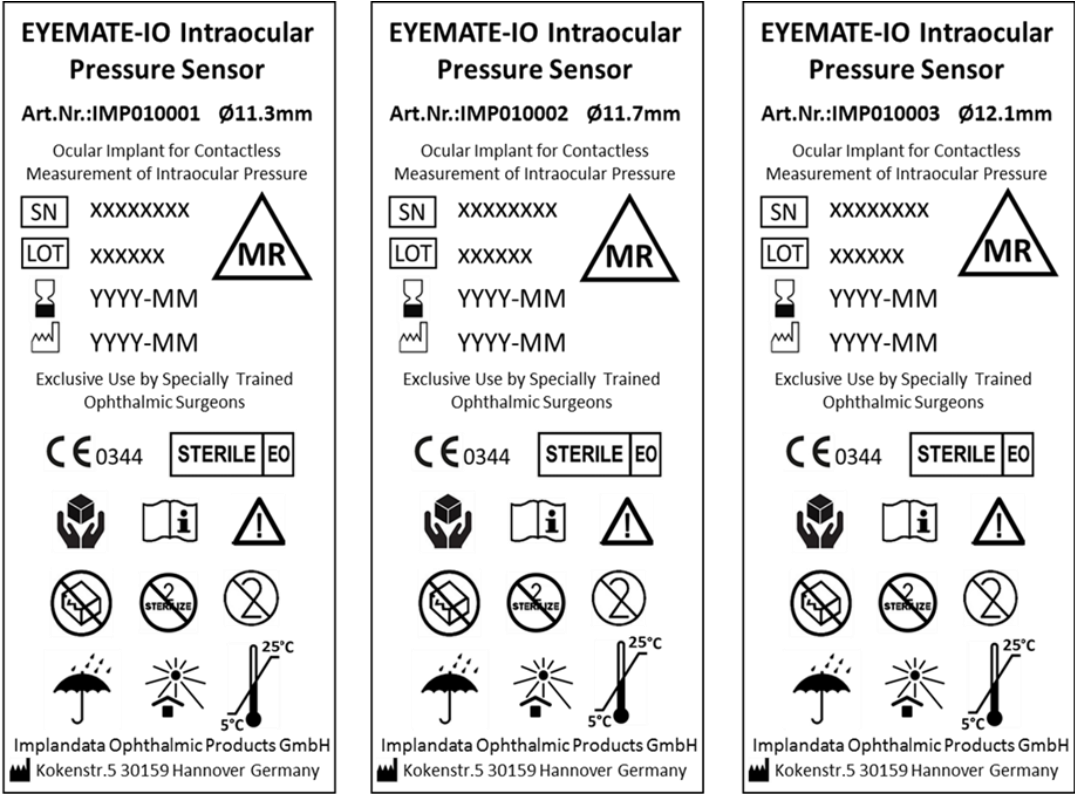 EYEMATE-IO Intraocular
Pressure Sensor
Art.Nr.:IMP010001 Ø11.3mm
Ocular Implant for Contactless
Measurement of Intraocular Pressure
SN XXXXXXXX
LOT XXXXXX
MR
YYYY-MM
YYYY-MM
Exclusive Use by Specially Trained
Ophthalmic Surgeons
CE 0344 STERILE EO
i !
2
STERILIZE
2
25°C
5°C
Implandata Ophthalmic Products GmbH
Kokenstr.5 30159 Hannover Germany
EYEMATE-IO Intraocular
Pressure Sensor
Art.Nr.:IMP010002 Ø11.7mm
Ocular Implant for Contactless
Measurement of Intraocular Pressure
SN XXXXXXXX
LOT XXXXXX
MR
YYYY-MM
YYYY-MM
Exclusive Use by Specially Trained
Ophthalmic Surgeons
CE 0344 STERILE EO
i !
2
STERILIZE
2
25°C
5°C
Implandata Ophthalmic Products GmbH
Kokenstr.5 30159 Hannover Germany
EYEMATE-IO Intraocular
Pressure Sensor
Art.Nr.:IMP010003 Ø12.1mm
Ocular Implant for Contactless
Measurement of Intraocular Pressure
SN XXXXXXXX
LOT XXXXXX
MR
YYYY-MM
YYYY-MM
Exclusive Use by Specially Trained
Ophthalmic Surgeons
CE 0344 STERILE EO
i !
2
STERILIZE
2
25°C
5°C
Implandata Ophthalmic Products GmbH
Kokenstr.5 30159 Hannover Germany